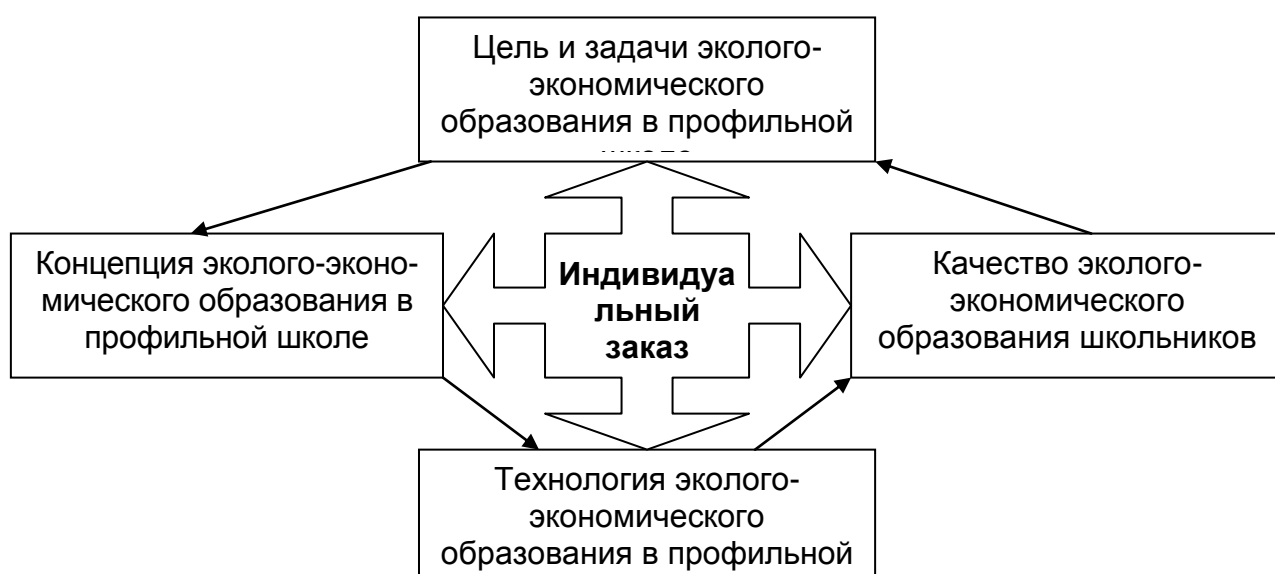 Цель и задачи эколого-
экономического
образования в профильной
Концепция эколого-эконо-
мического образования в
профильной школе
Индивидуа
льный
заказ
Качество эколого-
экономического
образования школьников
Технология эколого-
экономического
образования в профильной